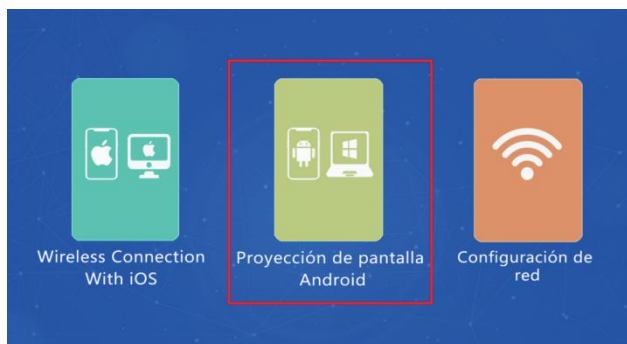 Wireless Connection
With iOS
Proyección de pantalla
Android
Configuración de
red